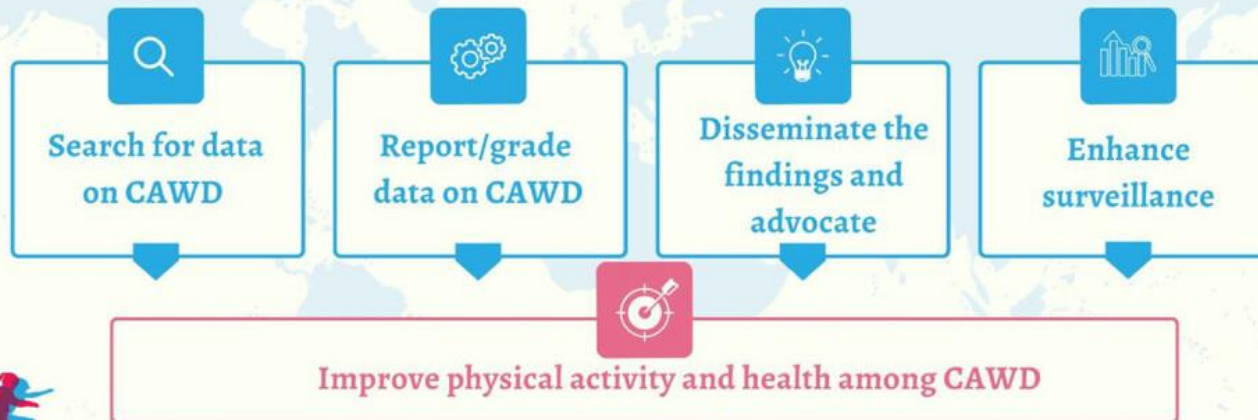 Search for data
on CAWD
Report/grade
data on CAWD
Disseminate the
findings and
advocate
Enhance
surveillance
Improve physical activity and health among CAWD